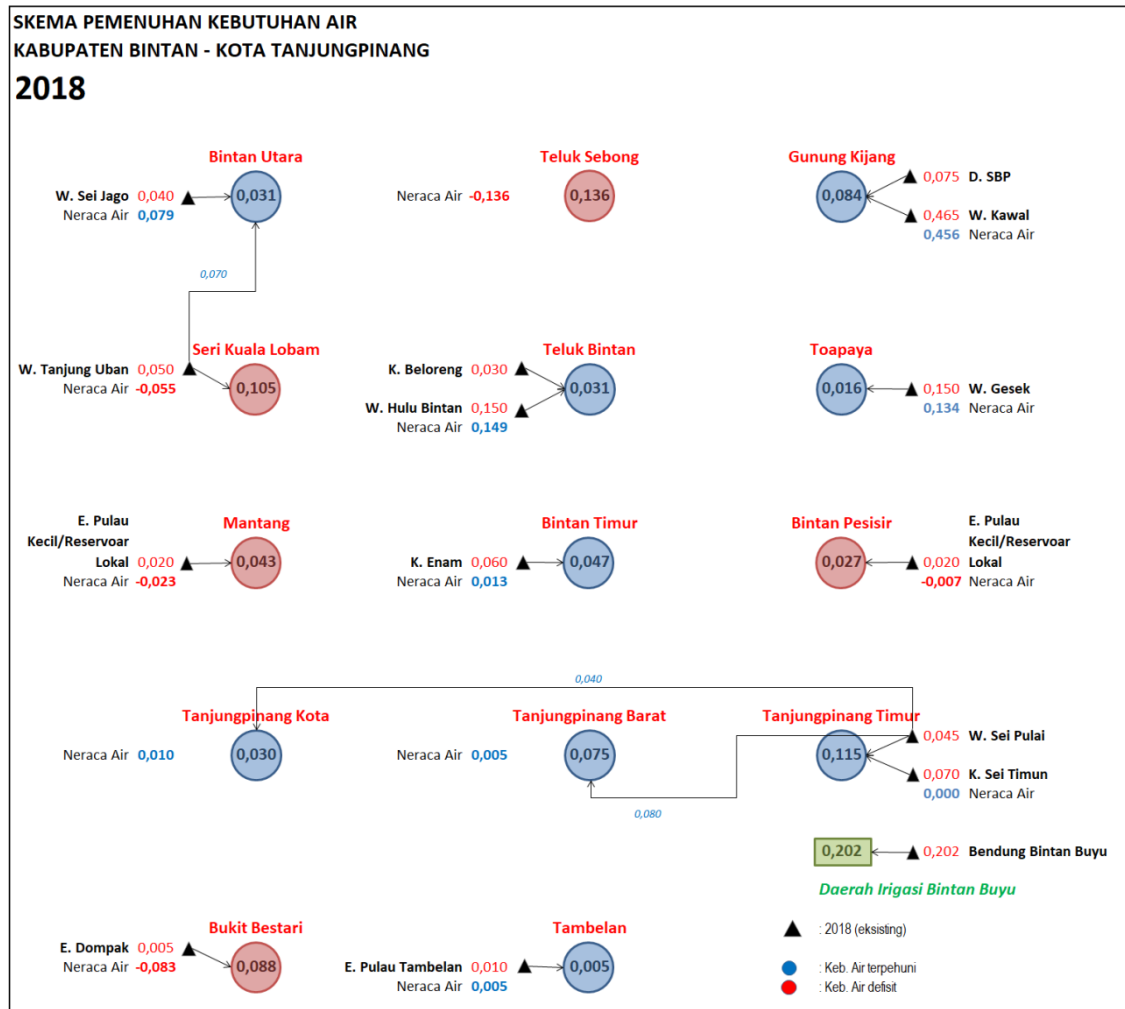 SKEMA PEMENUHAN KEBUTUHAN AIR
KABUPATEN BINTAN - KOTA TANJUNGPINANG
2018
Bintan Utara
W. Sei Jago 0,040
Neraca Air 0,079
0,031
0,070
Teluk Sebong
Neraca Air -0,136
0,136
Gunung Kijang
0,084
0,075 D. SBP
0,465 W. Kawal
0,456 Neraca Air
Seri Kuala Lobam
W. Tanjung Uban 0,050
Neraca Air -0,055
0,105
Teluk Bintan
K. Beloreng 0,030
W. Hulu Bintan 0,150
Neraca Air 0,149
0,031
Toapaya
0,016
0,150 W. Gesek
0,134 Neraca Air
Mantang
E. Pulau
Kecil/Reservoar
Lokal 0,020
Neraca Air -0,023
0,043
Bintan Timur
K. Enam 0,060
Neraca Air 0,013
0,047
Bintan Pesisir
0,027
E. Pulau
Kecil/Reservoar
0,020 Lokal
-0,007 Neraca Air
0,040
Tanjungpinang Kota
Neraca Air 0,010
0,030
Tanjungpinang Barat
Neraca Air 0,005
0,075
0,080
Tanjungpinang Timur
0,115
0,045 W. Sei Pulai
0,070 K. Sei Timun
0,000 Neraca Air
0,202
0,202 Bendung Bintan Buyu
Daerah Irigasi Bintan Buyu
Bukit Bestari
E. Dompak 0,005
Neraca Air -0,083
0,088
Tambelan
E. Pulau Tambelan 0,010
Neraca Air 0,005
0,005
: 2018 (eksisting)
: Keb. Air terpehuni
: Keb. Air defisit